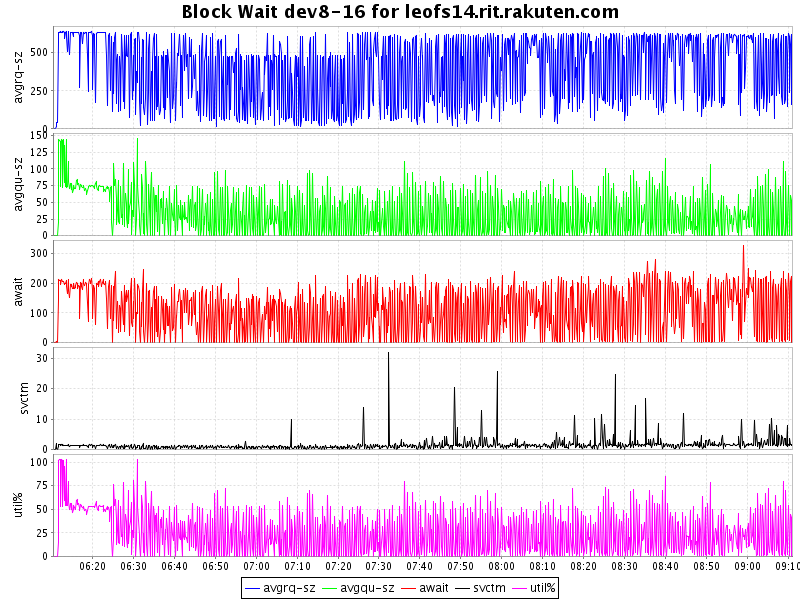 Block Wait dev8-16 for leofs14.rit.rakuten.com
avgrq-sz
500
250
avgqu-sz
150
125
100
75
50
25
0
await
300
200
100
0
svctm
30
20
10
0
util%
100
75
50
25
0
06:20 06:30 06:40 06:50 07:00 07:10 07:20 07:30 07:40 07:50 08:00 08:10 08:20 08:30 08:40 08:50 09:00 09:10
avgrq-sz avgqu-sz await svctm util%